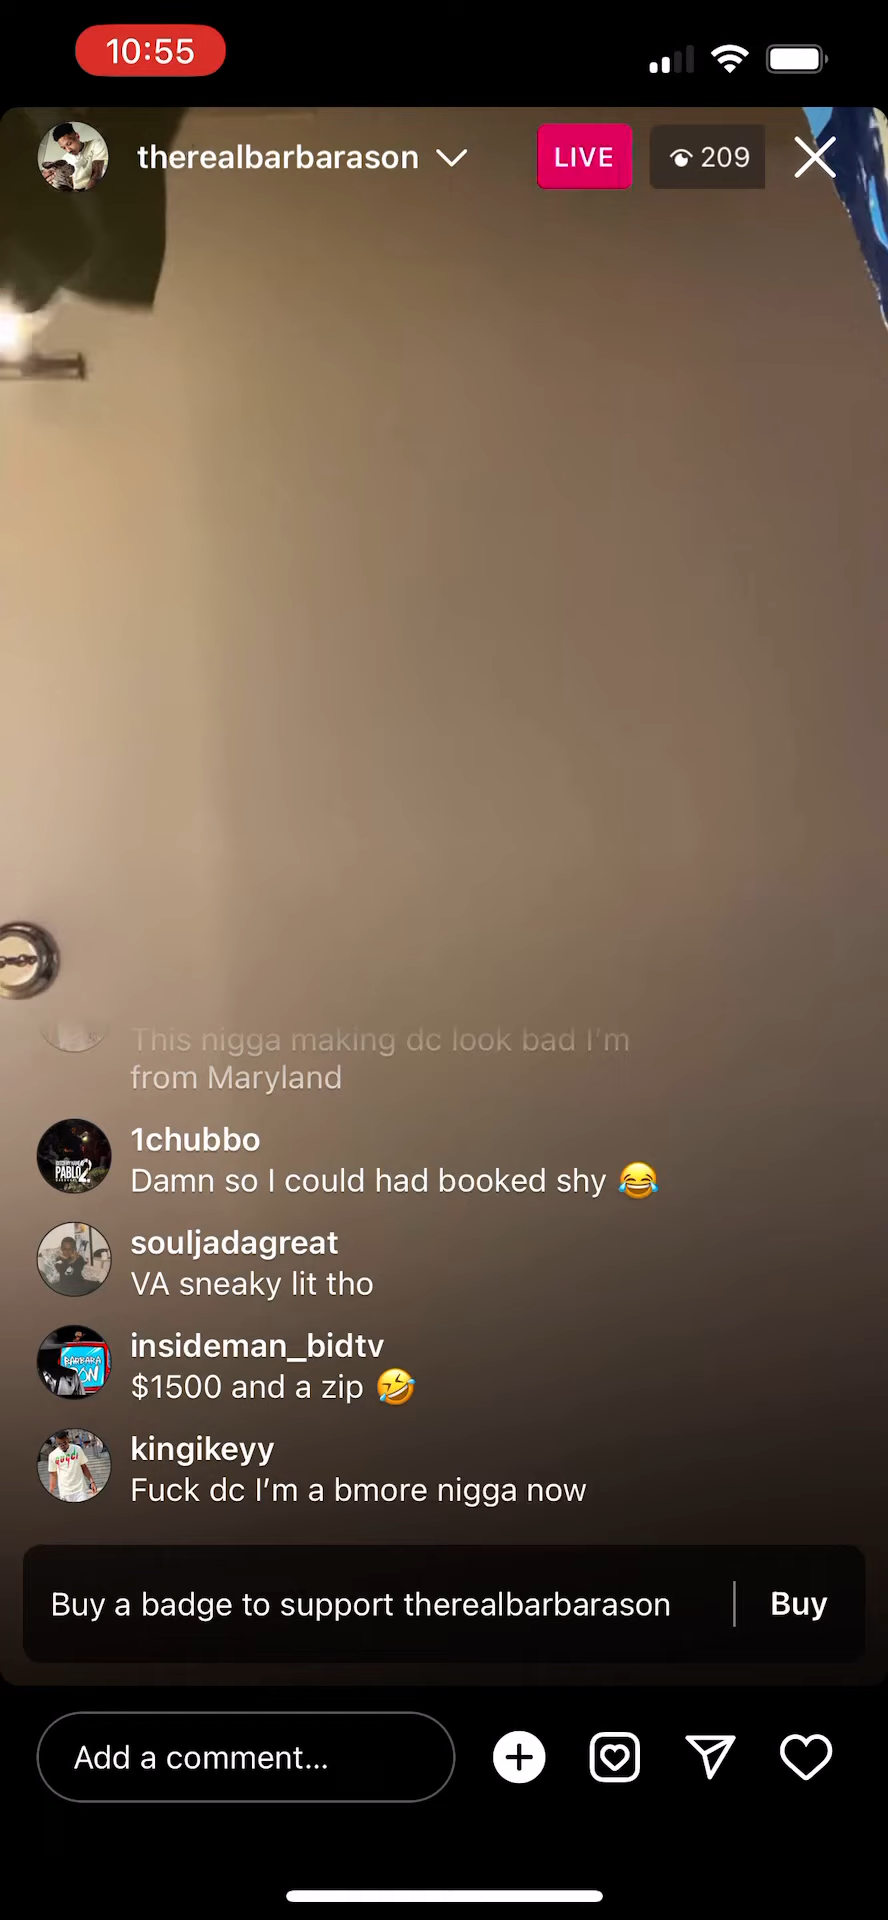 10:55
therealbarbarason
LIVE
209
This nigga making dc look bad I'm
from Maryland
1chubbo
Damn so I could had booked shy 😂
souljadagreat
VA sneaky lit tho
insideman_bidtv
$1500 and a zip 🤣
kingikeyy
Fuck dc I'm a bmore nigga now
Buy a badge to support therealbarbarason
Buy
Add a comment...